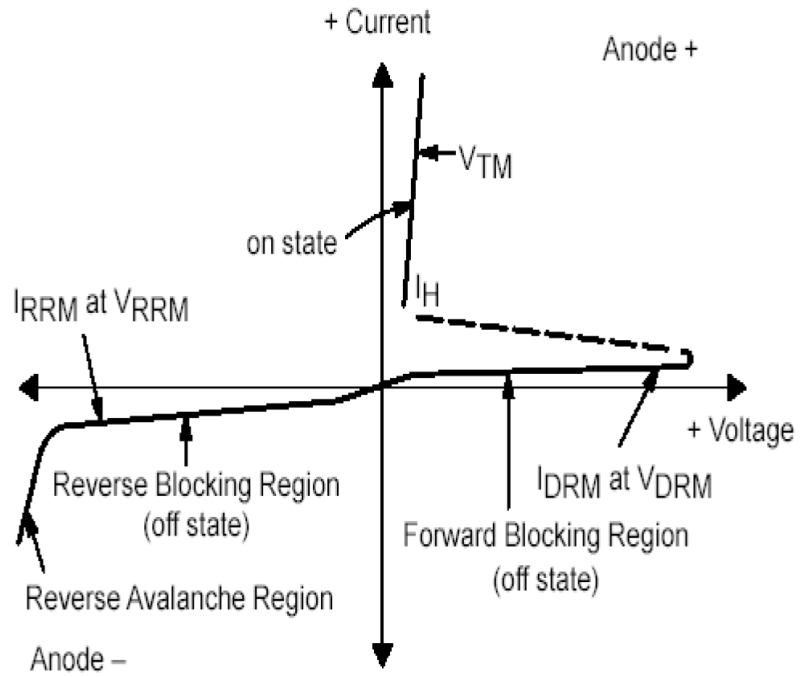 + Current
Anode +
VTM
on state
IH
IRRM at VRRM
+ Voltage
IDRM at VDRM
Reverse Blocking Region
(off state)
Forward Blocking Region
(off state)
Reverse Avalanche Region
Anode –